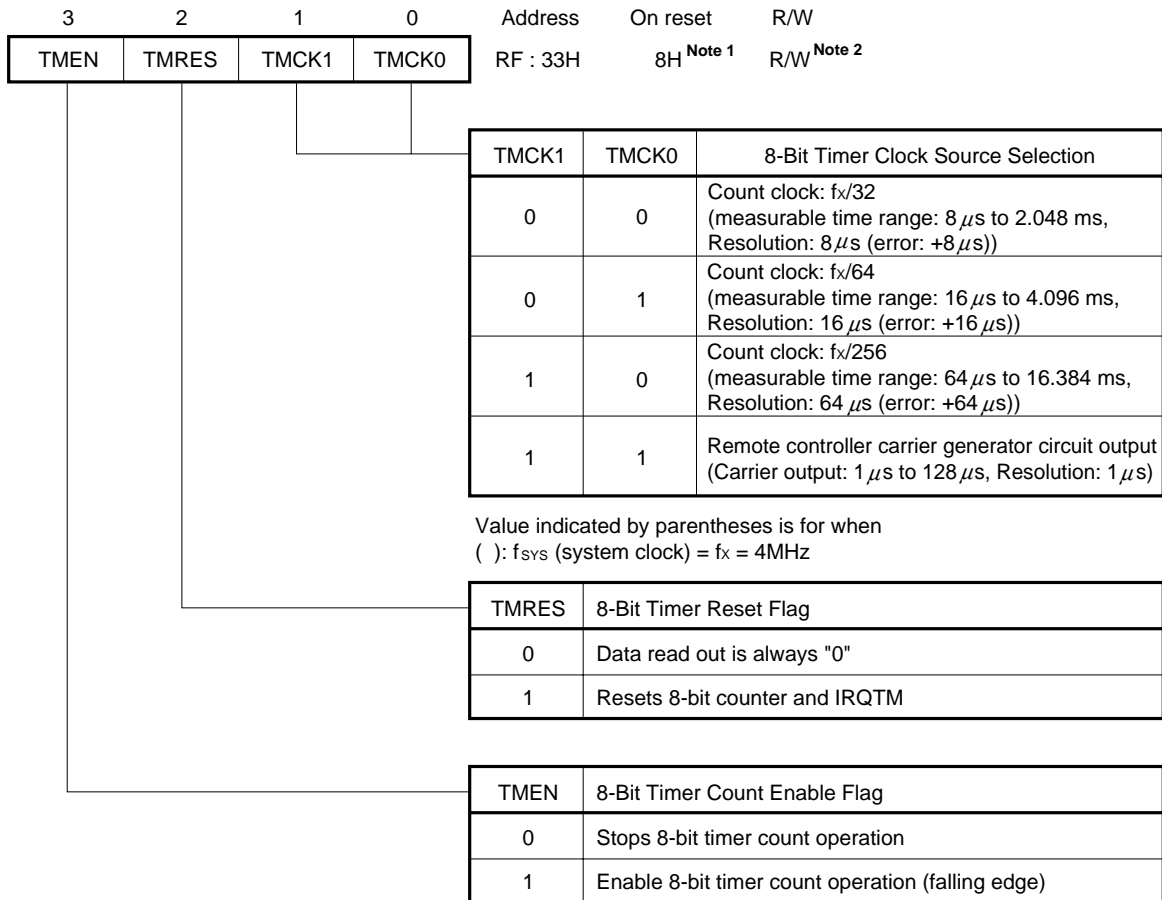 3 2 1 0 Address On reset R/W
TMEN TMRES TMCK1 TMCK0 RF : 33H 8H Note 1 R/W Note 2
TMCK1 TMCK0 8-Bit Timer Clock Source Selection
0 0 Count clock: fx/32
(measurable time range: 8 μs to 2.048 ms,
Resolution: 8 μs (error: +8 μs))
0 1 Count clock: fx/64
(measurable time range: 16 μs to 4.096 ms,
Resolution: 16 μs (error: +16 μs))
1 0 Count clock: fx/256
(measurable time range: 64 μs to 16.384 ms,
Resolution: 64 μs (error: +64 μs))
1 1 Remote controller carrier generator circuit output
(Carrier output: 1 μs to 128 μs, Resolution: 1 μs)
Value indicated by parentheses is for when
( ): fSYS (system clock) = fx = 4MHz
TMRES 8-Bit Timer Reset Flag
0 Data read out is always "0"
1 Resets 8-bit counter and IRQTM
TMEN 8-Bit Timer Count Enable Flag
0 Stops 8-bit timer count operation
1 Enable 8-bit timer count operation (falling edge)